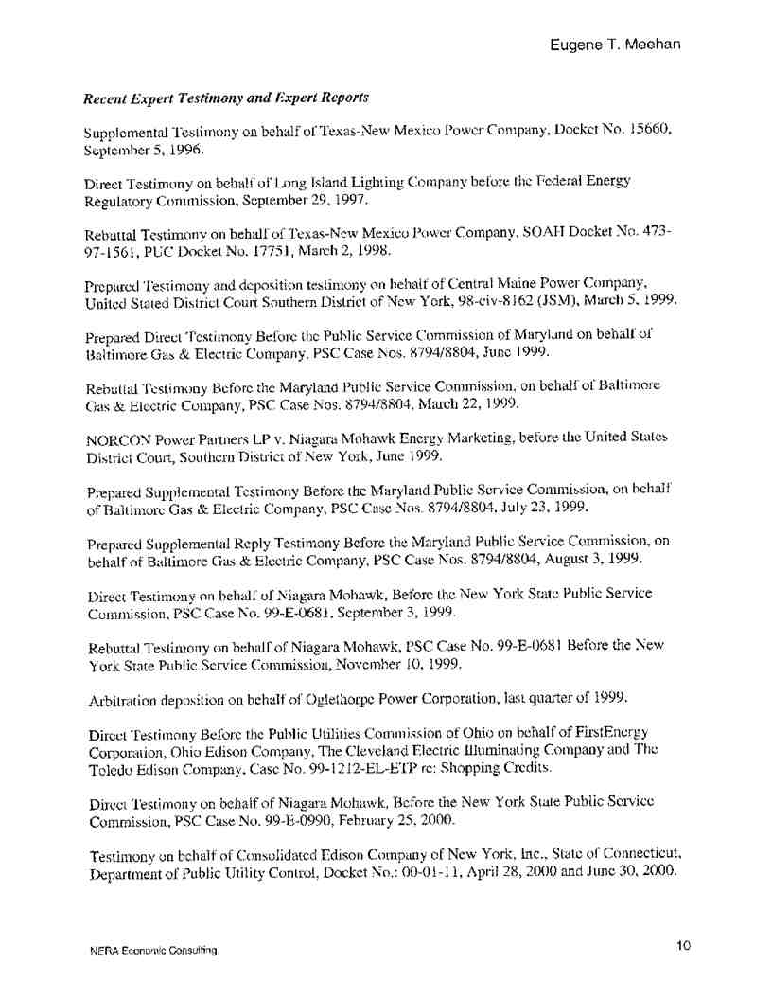 Eugene T. Meehan
Recent Expert Testimony and Expert Reports
Supplemental Testimony on behalf of Texas-New Mexico Power Company, Docket No. 15660,
September 5, 1996.
Direct Testimony on behalf of Long Island Lighting Company before the Federal Energy
Regulatory Commission, September 29, 1997.
Rebuttal Testimony on behalf of Texas-New Mexico Power Company, SOAH Docket No. 473-
97-1561, PUC Docket No. 17751, March 2, 1998.
Prepared Testimony and deposition testimony on behalf of Central Maine Power Company,
United Stated District Court Southern District of New York, 98-civ-8162 (JSM), March 5, 1999.
Prepared Direct Testimony Before the Public Service Commission of Maryland on behalf of
Baltimore Gas & Electric Company, PSC Case Nos. 8794/8804, June 1999.
Rebuttal Testimony Before the Maryland Public Service Commission, on behalf of Baltimore
Gas & Electric Company, PSC Case Nos. 8794/8804, March 22, 1999.
NORCON Power Partners LP v. Niagara Mohawk Energy Marketing, before the United States
District Court, Southern District of New York, June 1999.
Prepared Supplemental Testimony Before the Maryland Public Service Commission, on behalf
of Baltimore Gas & Electric Company, PSC Case Nos. 8794/8804, July 23, 1999.
Prepared Supplemental Reply Testimony Before the Maryland Public Service Commission, on
behalf of Baltimore Gas & Electric Company, PSC Case Nos. 8794/8804, August 3, 1999.
Direct Testimony on behalf of Niagara Mohawk, Before the New York State Public Service
Commission, PSC Case No. 99-E-0681, September 3, 1999.
Rebuttal Testimony on behalf of Niagara Mohawk, PSC Case No. 99-E-0681 Before the New
York State Public Service Commission, November 10, 1999.
Arbitration deposition on behalf of Oglethorpe Power Corporation, last quarter of 1999.
Direct Testimony Before the Public Utilities Commission of Ohio on behalf of FirstEnergy
Corporation, Ohio Edison Company, The Cleveland Electric Illuminating Company and The
Toledo Edison Company, Case No. 99-1212-EL-ETP re: Shopping Credits.
Direct Testimony on behalf of Niagara Mohawk, Before the New York State Public Service
Commission, PSC Case No. 99-E-0990, February 25, 2000.
Testimony on behalf of Consolidated Edison Company of New York, Inc., State of Connecticut,
Department of Public Utility Control, Docket No.: 00-01-11, April 28, 2000 and June 30, 2000.
NERA Economic Consulting
10